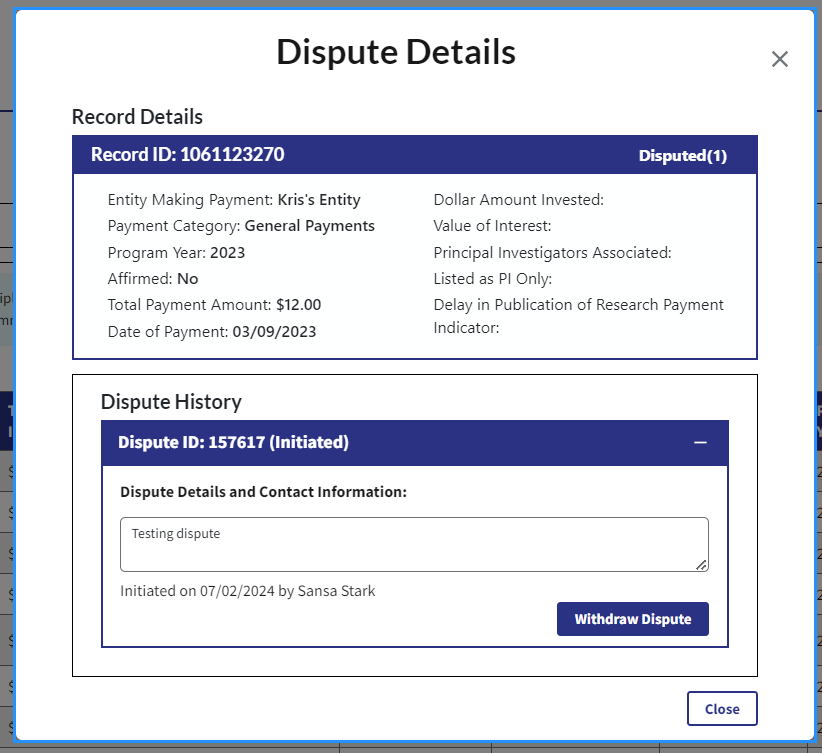 Dispute Details
Record Details
Record ID: 1061123270 Disputed(1)
Entity Making Payment: Kris's Entity
Payment Category: General Payments
Program Year: 2023
Affirmed: No
Total Payment Amount: $12.00
Date of Payment: 03/09/2023
Dollar Amount Invested:
Value of Interest:
Principal Investigators Associated:
Listed as PI Only:
Delay in Publication of Research Payment
Indicator:
Dispute History
Dispute ID: 157617 (Initiated)
Dispute Details and Contact Information:
Testing dispute
Initiated on 07/02/2024 by Sansa Stark
Withdraw Dispute
Close